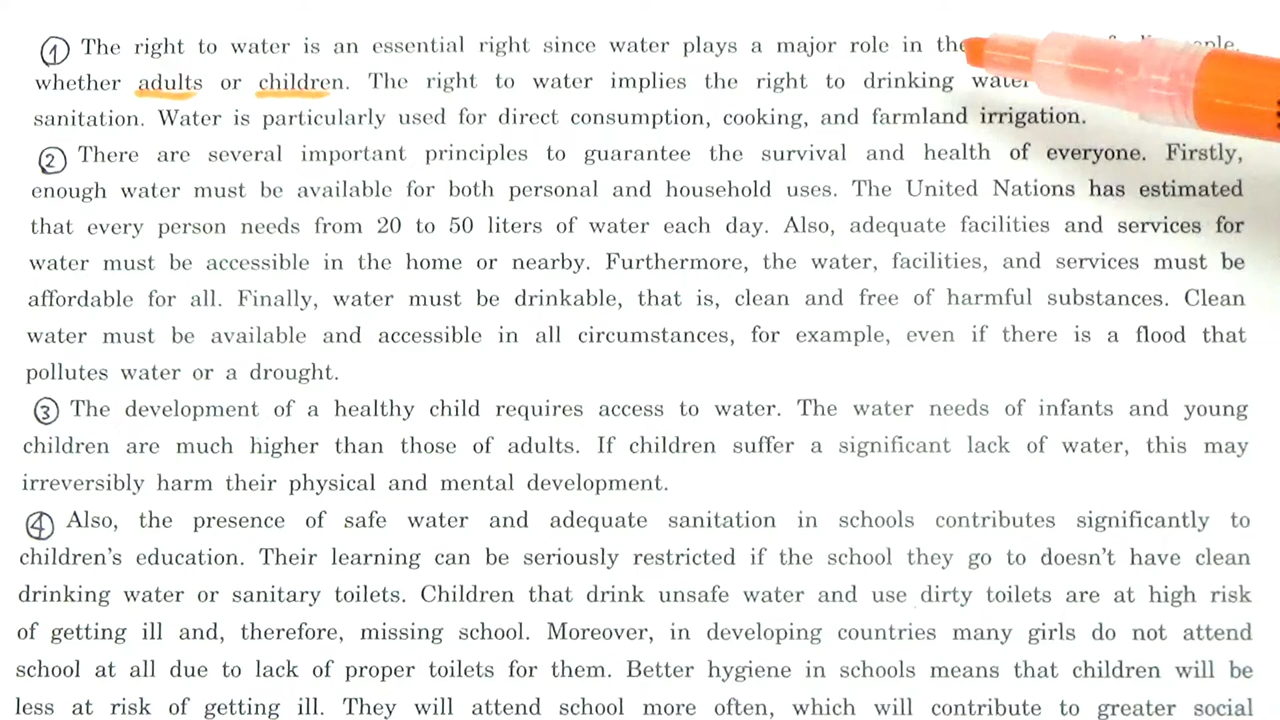 ① The right to water is an essential right since water plays a major role in the
whether adults or children. The right to water implies the right to drinking water
sanitation. Water is particularly used for direct consumption, cooking, and farmland irrigation.
② There are several important principles to guarantee the survival and health of everyone. Firstly,
enough water must be available for both personal and household uses. The United Nations has estimated
that every person needs from 20 to 50 liters of water each day. Also, adequate facilities and services for
water must be accessible in the home or nearby. Furthermore, the water, facilities, and services must be
affordable for all. Finally, water must be drinkable, that is, clean and free of harmful substances. Clean
water must be available and accessible in all circumstances, for example, even if there is a flood that
pollutes water or a drought.
③ The development of a healthy child requires access to water. The water needs of infants and young
children are much higher than those of adults. If children suffer a significant lack of water, this may
irreversibly harm their physical and mental development.
④ Also, the presence of safe water and adequate sanitation in schools contributes significantly to
children's education. Their learning can be seriously restricted if the school they go to doesn't have clean
drinking water or sanitary toilets. Children that drink unsafe water and use dirty toilets are at high risk
of getting ill and, therefore, missing school. Moreover, in developing countries many girls do not attend
school at all due to lack of proper toilets for them. Better hygiene in schools means that children will be
less at risk of getting ill. They will attend school more often, which will contribute to greater social